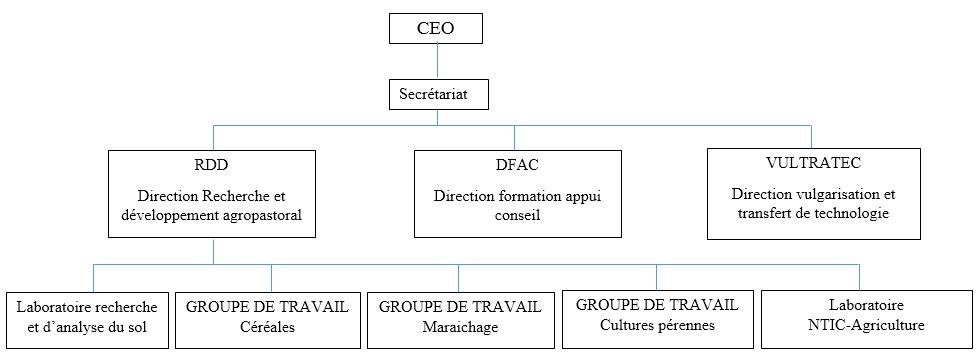 CEO
Secrétariat
RDD
Direction Recherche et
développement agropastoral
DFAC
Direction formation appui
conseil
VULTRATEC
Direction vulgarisation et
transfert de technologie
Laboratoire recherche
et d’analyse du sol
GROUPE DE TRAVAIL
Céréales
GROUPE DE TRAVAIL
Maraichage
GROUPE DE TRAVAIL
Cultures pérennes
Laboratoire
NTIC-Agriculture